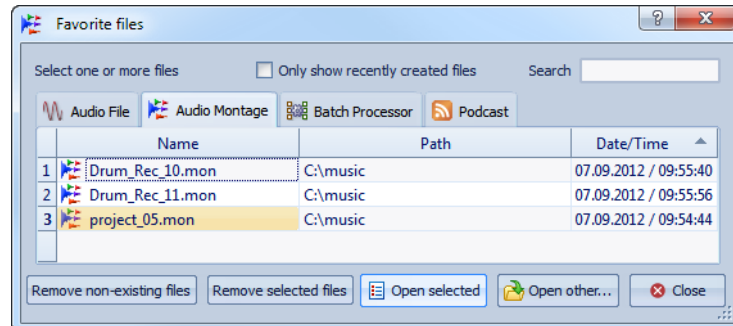 Favorite files
Select one or more files Only show recently created files Search
Audio File Audio Montage Batch Processor Podcast
Name Path Date/Time
1 Drum_Rec_10.mon C:\music 07.09.2012 / 09:55:40
2 Drum_Rec_11.mon C:\music 07.09.2012 / 09:55:56
3 project_05.mon C:\music 07.09.2012 / 09:54:44
Remove non-existing files Remove selected files Open selected Open other... Close